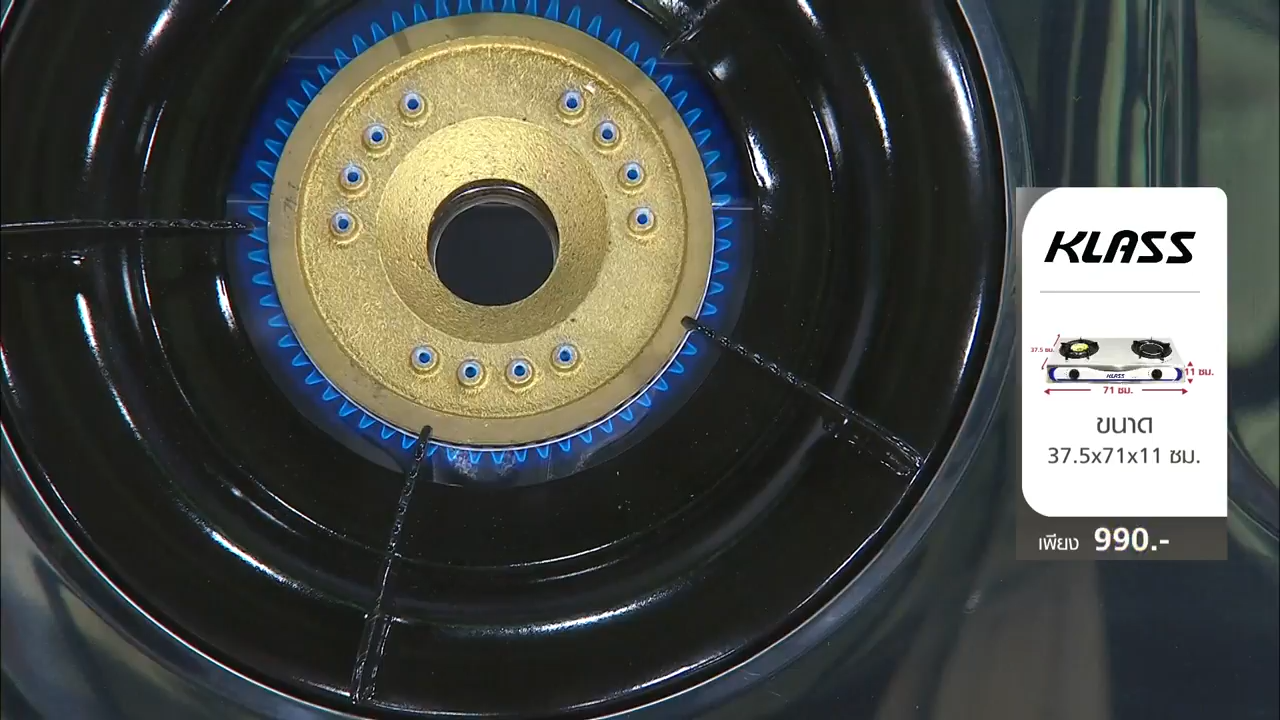 KLASS
37.5 ซม.
KLASS
11 ซม.
71 ซม.
ขนาด
37.5x71x11 ซม.
เพียง 990.-